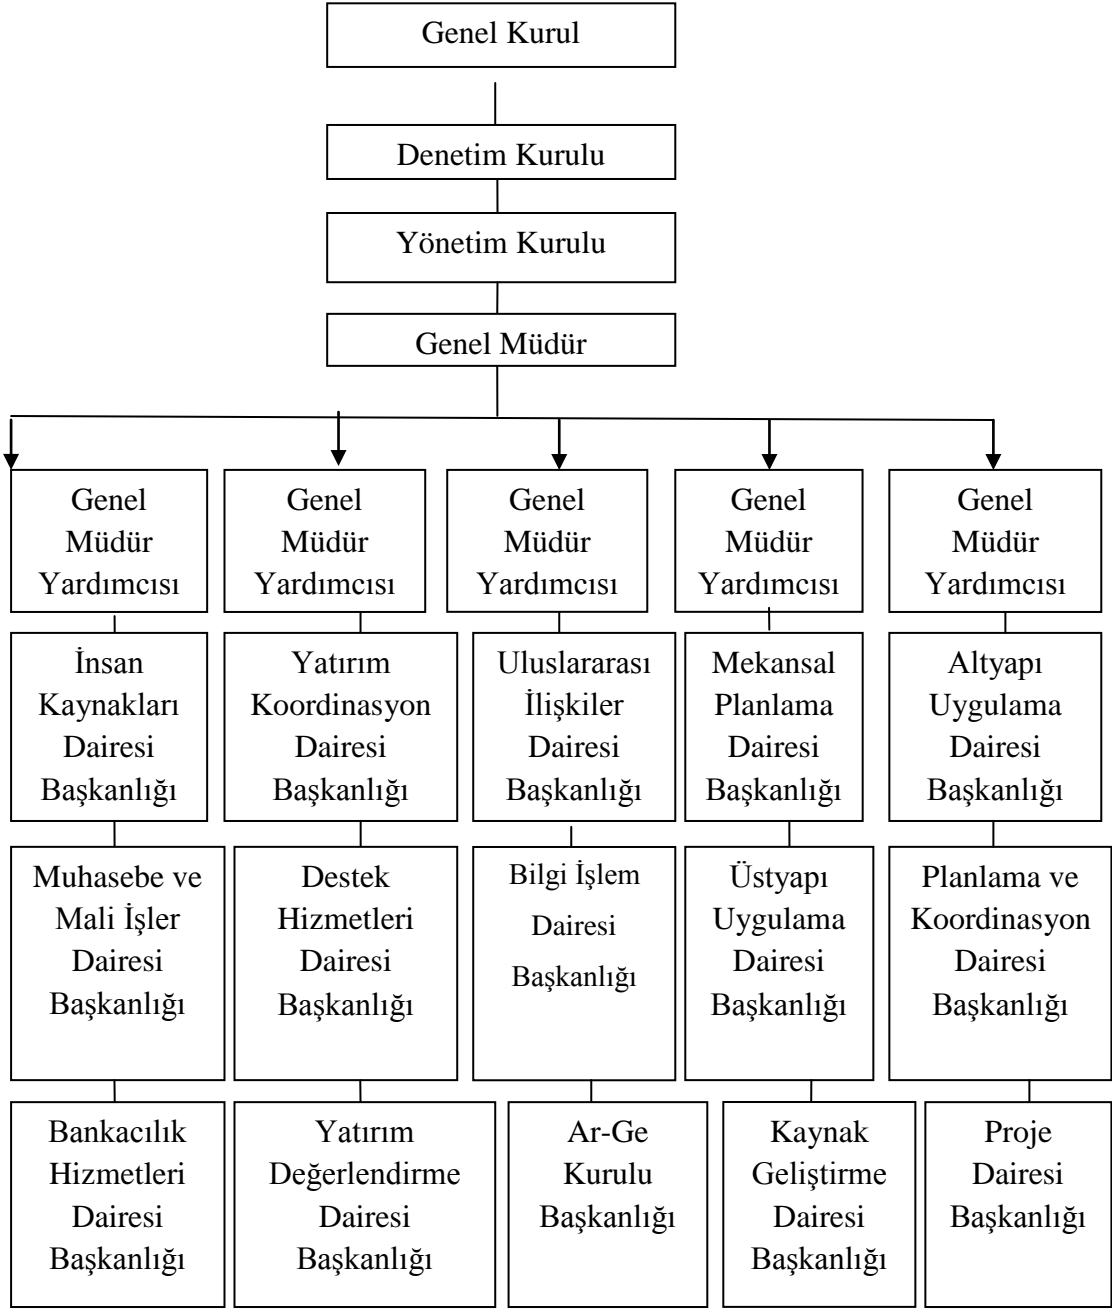 Genel Kurul
Denetim Kurulu
Yönetim Kurulu
Genel Müdür
Genel
Müdür
Yardımcısı
Genel
Müdür
Yardımcısı
Genel
Müdür
Yardımcısı
Genel
Müdür
Yardımcısı
Genel
Müdür
Yardımcısı
İnsan
Kaynakları
Dairesi
Başkanlığı
Yatırım
Koordinasyon
Dairesi
Başkanlığı
Uluslararası
İlişkiler
Dairesi
Başkanlığı
Mekansal
Planlama
Dairesi
Başkanlığı
Altyapı
Uygulama
Dairesi
Başkanlığı
Muhasebe ve
Mali İşler
Dairesi
Başkanlığı
Destek
Hizmetleri
Dairesi
Başkanlığı
Bilgi İşlem
Dairesi
Başkanlığı
Üstyapı
Uygulama
Dairesi
Başkanlığı
Planlama ve
Koordinasyon
Dairesi
Başkanlığı
Bankacılık
Hizmetleri
Dairesi
Başkanlığı
Yatırım
Değerlendirme
Dairesi
Başkanlığı
Ar-Ge
Kurulu
Başkanlığı
Kaynak
Geliştirme
Dairesi
Başkanlığı
Proje
Dairesi
Başkanlığı